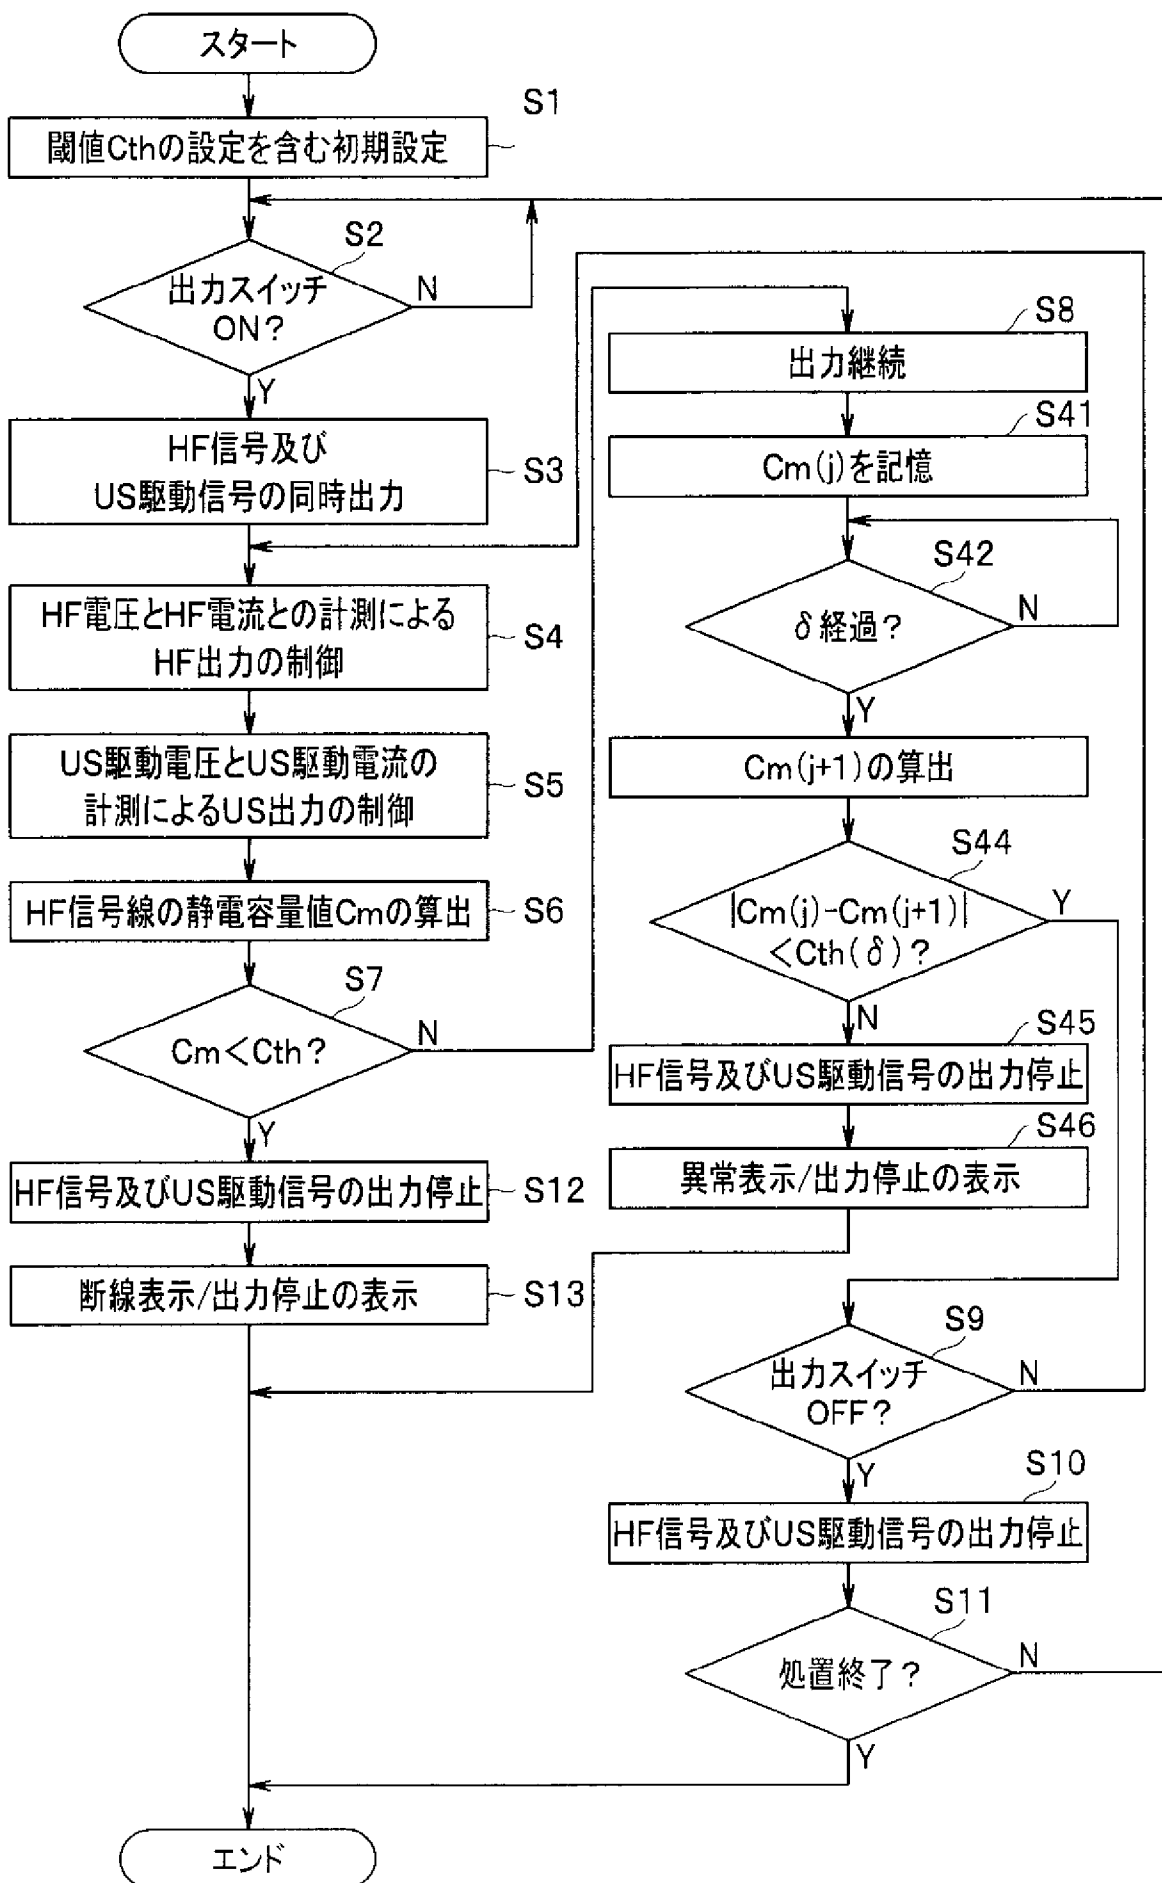 スタート
S1
閾値Cthの設定を含む初期設定
S2
出力スイッチ
ON?
N
Y
HF信号及び
US駆動信号の同時出力
S3
HF電圧とHF電流との計測による
HF出力の制御
S4
US駆動電圧とUS駆動電流の
計測によるUS出力の制御
S5
HF信号線の静電容量値Cmの算出
S6
S7
Cm<Cth?
N
Y
HF信号及びUS駆動信号の出力停止
S12
断線表示/出力停止の表示
S13
S8
出力継続
S41
Cm(j)を記憶
S42
δ経過?
N
Y
Cm(j+1)の算出
S44
|Cm(j)-Cm(j+1)|
<Cth(δ)?
Y
N
S45
HF信号及びUS駆動信号の出力停止
S46
異常表示/出力停止の表示
S9
出力スイッチ
OFF?
N
Y
S10
HF信号及びUS駆動信号の出力停止
S11
処置終了?
N
Y
エンド